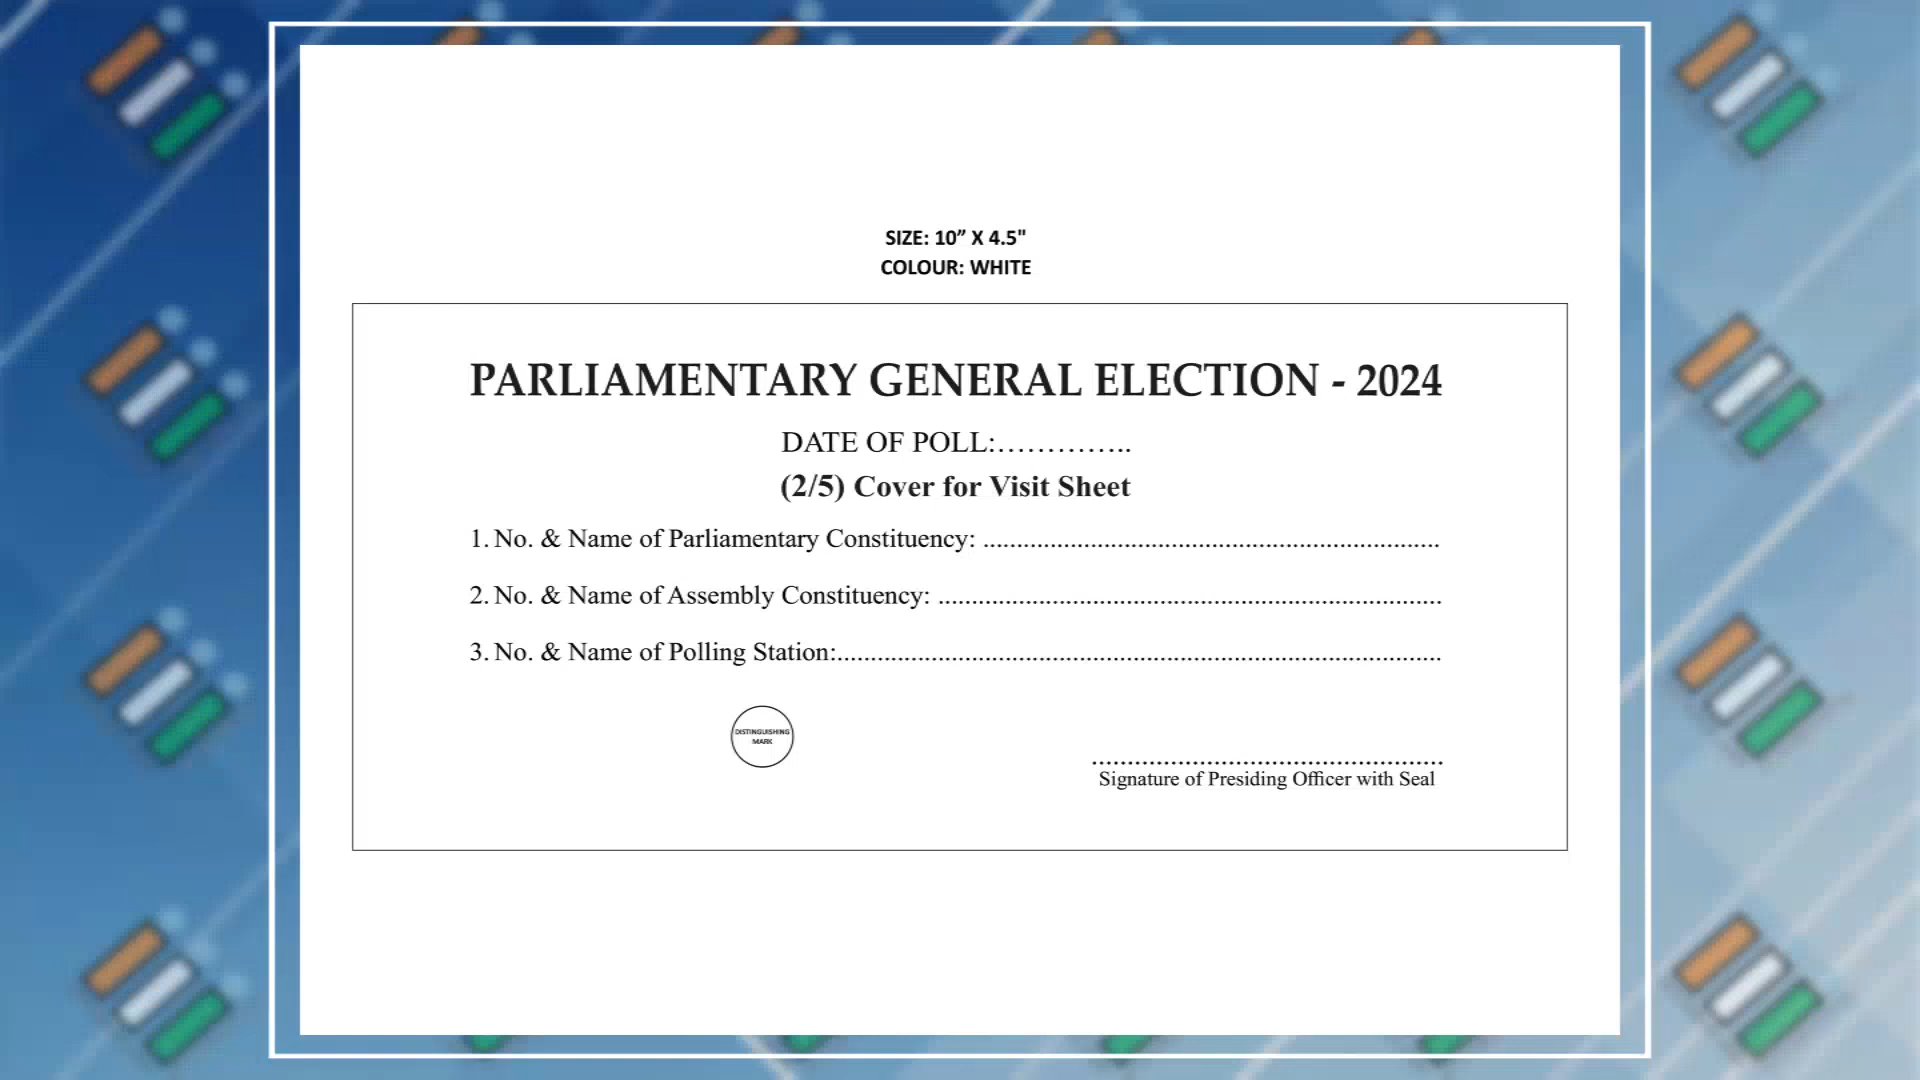 SIZE: 10” X 4.5"
COLOUR: WHITE
PARLIAMENTARY GENERAL ELECTION - 2024
DATE OF POLL:…………..
(2/5) Cover for Visit Sheet
1. No. & Name of Parliamentary Constituency: ....................................................................
2. No. & Name of Assembly Constituency: ...........................................................................
3. No. & Name of Polling Station:..........................................................................................
DISTINGUISHING
MARK
.................................................
Signature of Presiding Officer with Seal